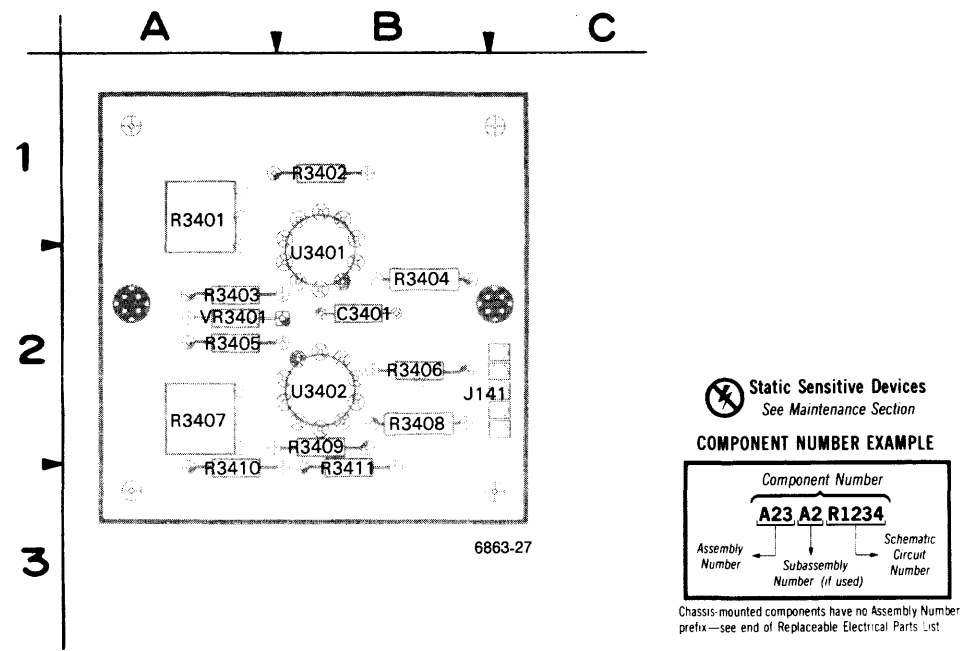 A B C
1
R3402
R3401
U3401
R3404
R3403
VR3401 C3401
R3405
2
R3406
U3402
J141
R3407
R3408
R3409
R3410 R3411
6863-27
3
Static Sensitive Devices
See Maintenance Section
COMPONENT NUMBER EXAMPLE
Component Number
A23 A2 R1234
Assembly
Number
Subassembly
Number (if used)
Schematic
Circuit
Number
Chassis-mounted components have no Assembly Number
prefix—see end of Replaceable Electrical Parts List